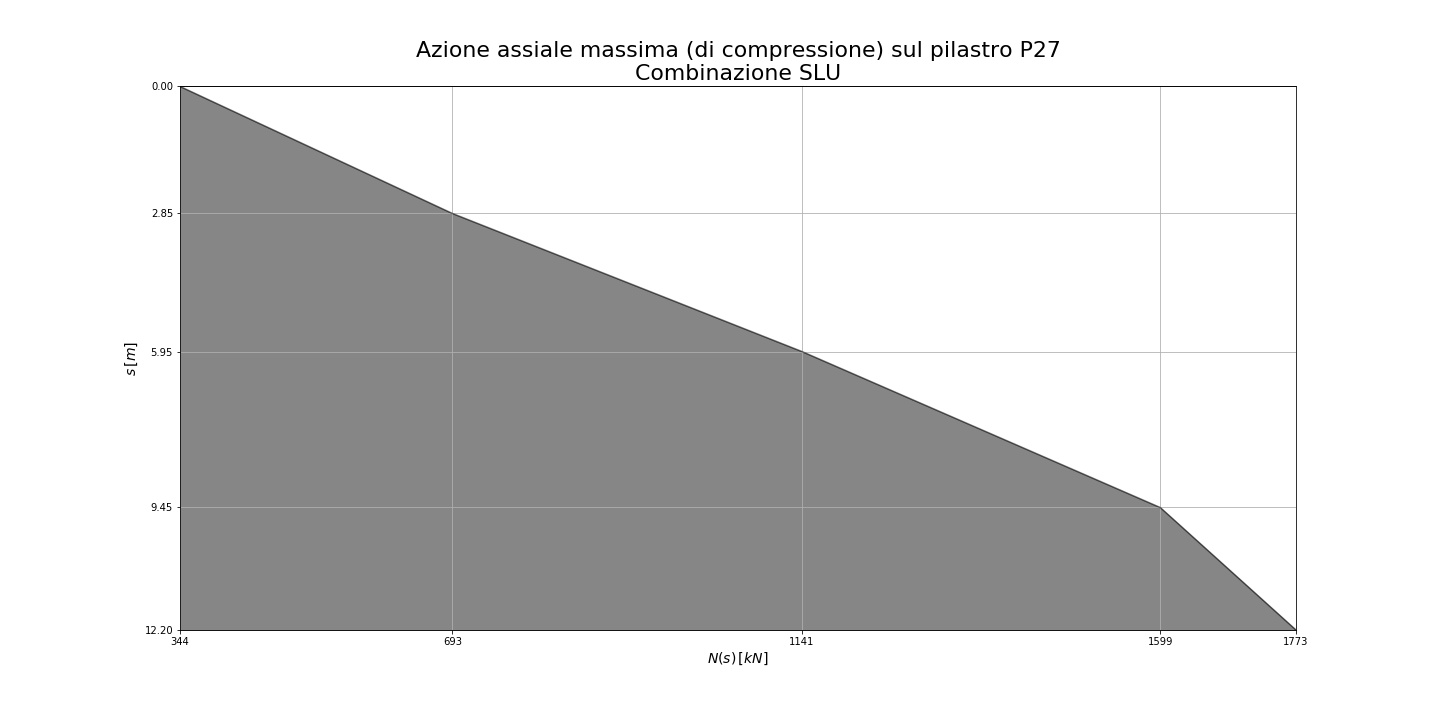 Azione assiale massima (di compressione) sul pilastro P27
Combinazione SLU
0.00
2.85
5.95
9.45
12.20
s [m]
344 693 1141 1599 1773
N(s) [kN]